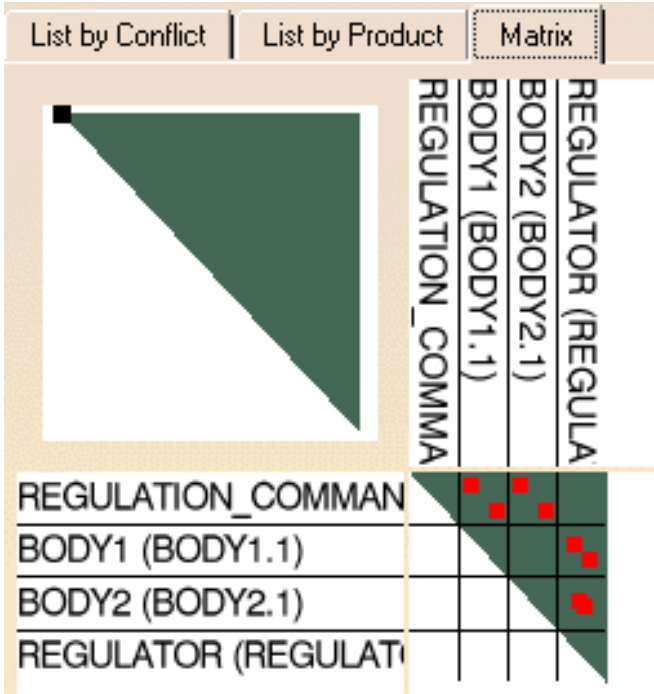 List by Conflict
List by Product
Matrix
REGULATION_COMMA
BODY1 (BODY1.1)
BODY2 (BODY2.1)
REGULATOR (REGULA
REGULATION_COMMAN
BODY1 (BODY1.1)
BODY2 (BODY2.1)
REGULATOR (REGULAT